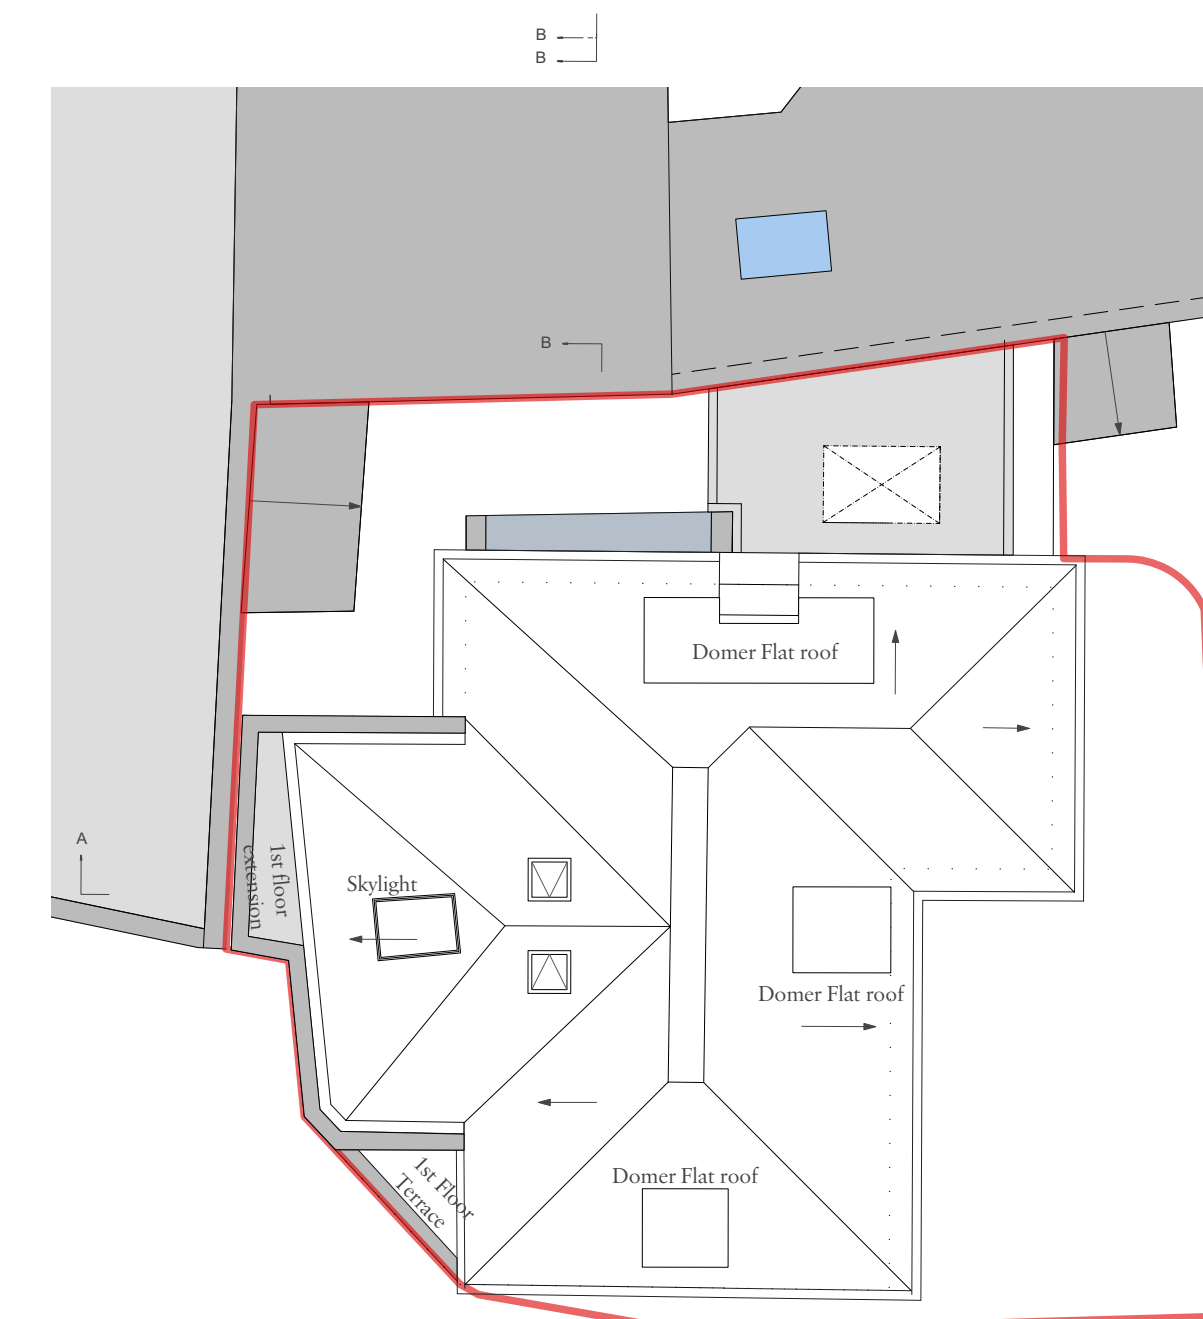 B
B
B
Domer Flat roof
A
1st floor
extension
Skylight
Domer Flat roof
1st Floor
Terrace
Domer Flat roof